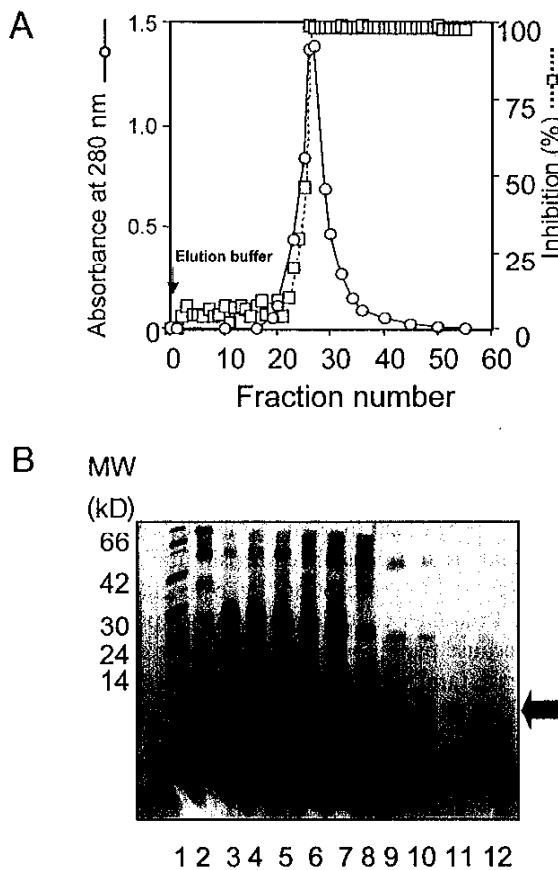 A
Absorbance at 280 nm
1.5
1.0
0.5
0
100
75
50
25
0
Inhibition (%)
Elution buffer
0 10 20 30 40 50 60
Fraction number
B
MW
(kD)
66
42
30
24
14
1 2 3 4 5 6 7 8 9 10 11 12